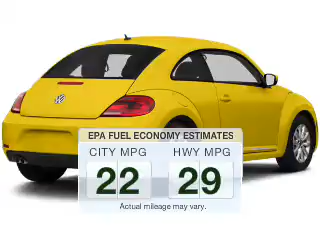 EPA FUEL ECONOMY ESTIMATES
CITY MPG HWY MPG
22 29
Actual mileage may vary.